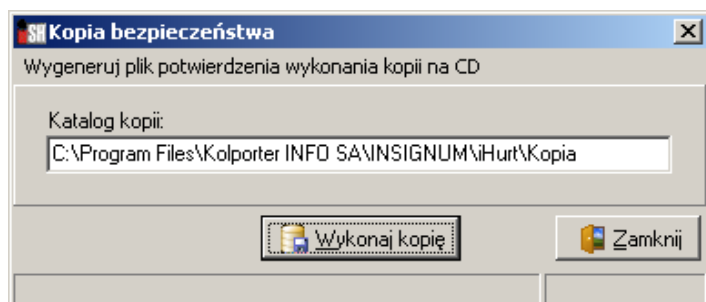 SH Kopia bezpieczeństwa
Wygeneruj plik potwierdzenia wykonania kopii na CD
Katalog kopii:
C:\Program Files\Kolporter INFO SA\INSIGNUM\iHurt\Kopia
Wykonaj kopię
Zamknij